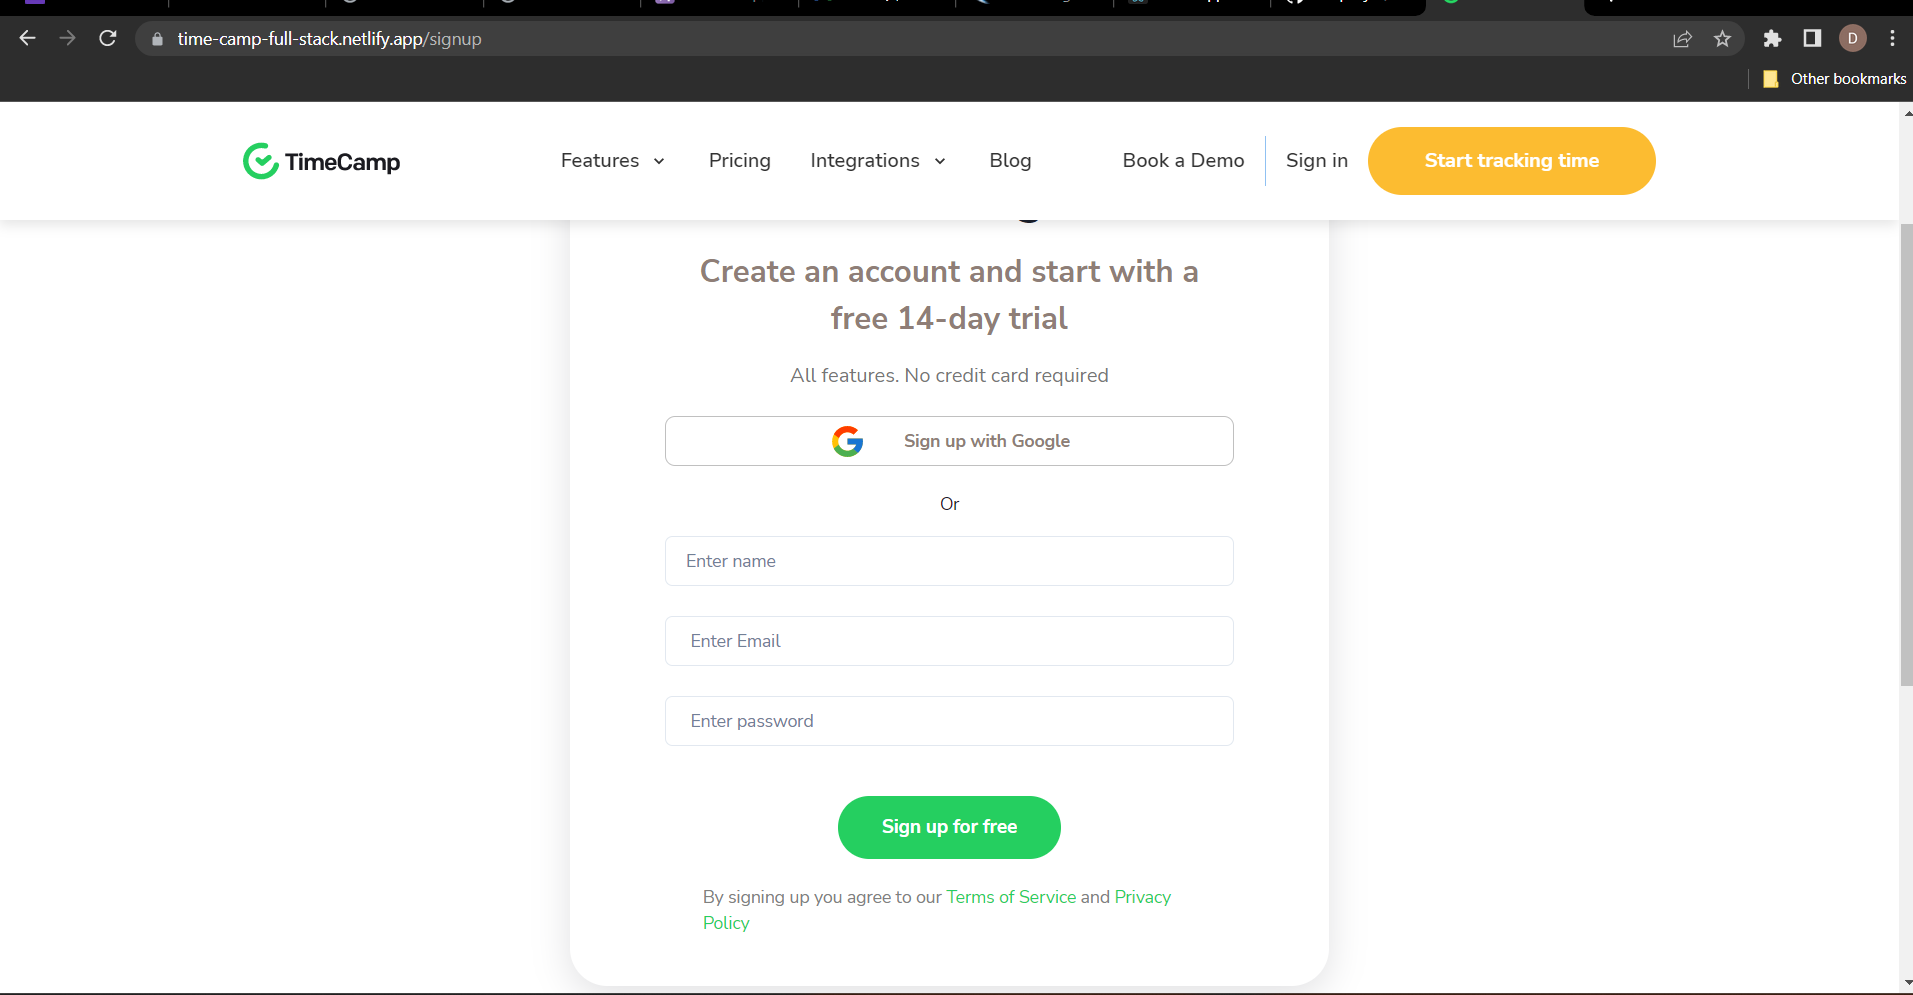 time-camp-full-stack.netlify.app/signup
D
Other bookmarks
TimeCamp
Features
Pricing
Integrations
Blog
Book a Demo
Sign in
Start tracking time
Create an account and start with a
free 14-day trial
All features. No credit card required
Sign up with Google
Or
Enter name
Enter Email
Enter password
Sign up for free
By signing up you agree to our Terms of Service and Privacy
Policy